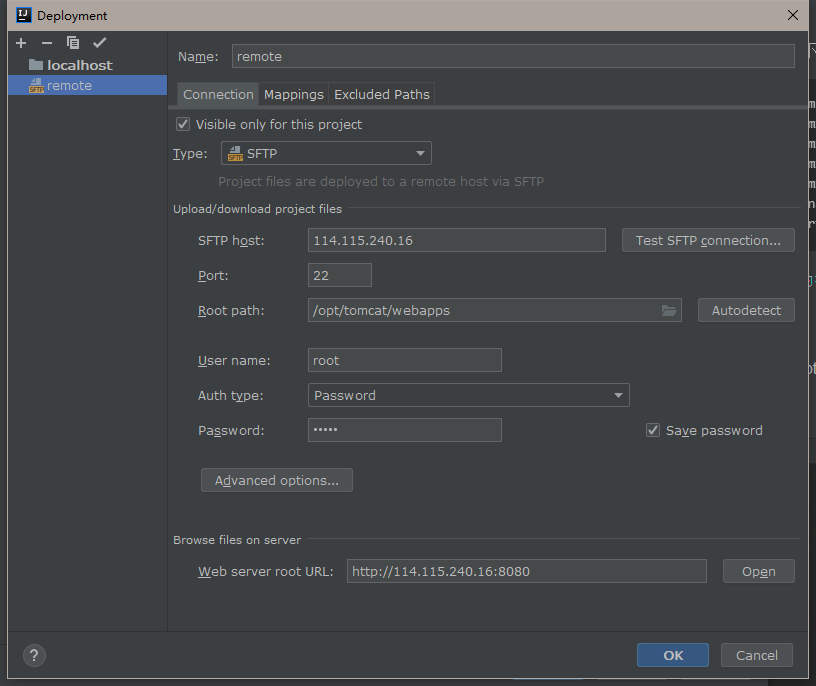 Deployment
localhost
remote
Name: remote
Connection Mappings Excluded Paths
Visible only for this project
Type: SFTP
Project files are deployed to a remote host via SFTP
Upload/download project files
SFTP host: 114.115.240.16 Test SFTP connection...
Port: 22
Root path: /opt/tomcat/webapps Autodetect
User name: root
Auth type: Password
Password: ••••• Save password
Advanced options...
Browse files on server
Web server root URL: http://114.115.240.16:8080 Open
? OK Cancel